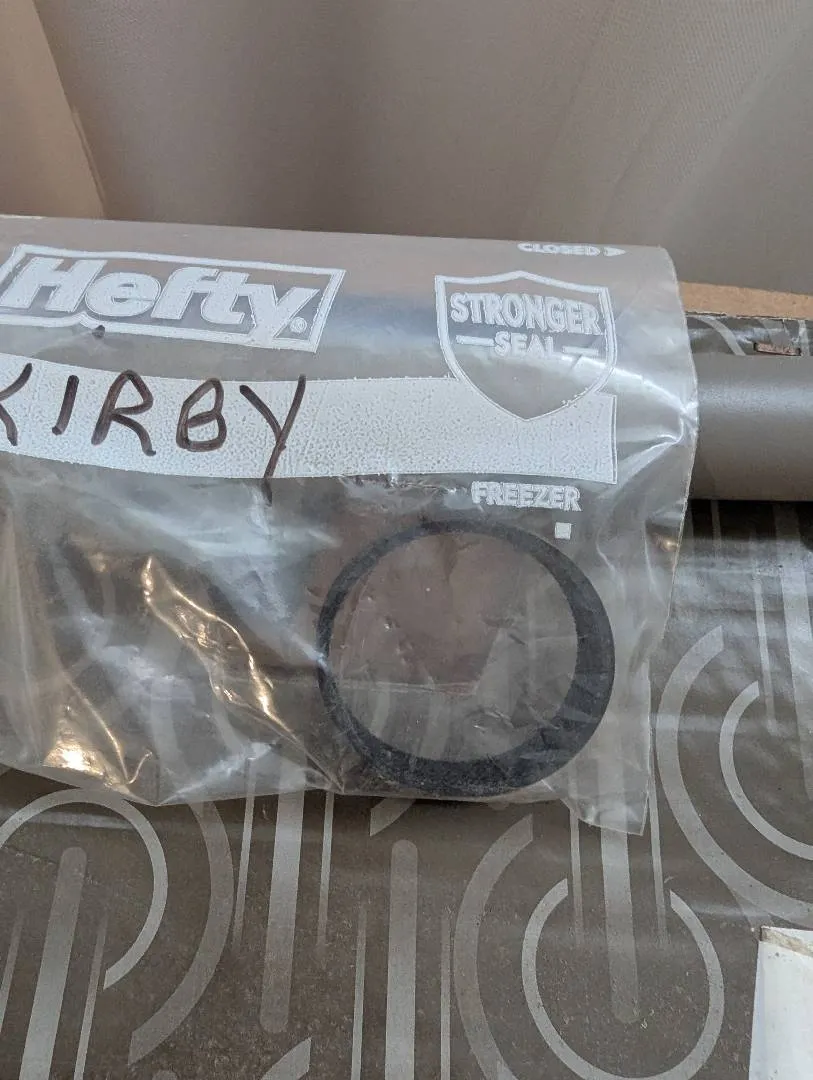 CLOSED
Hefty®
STRONGER
SEAL
KIRBY
FREEZER